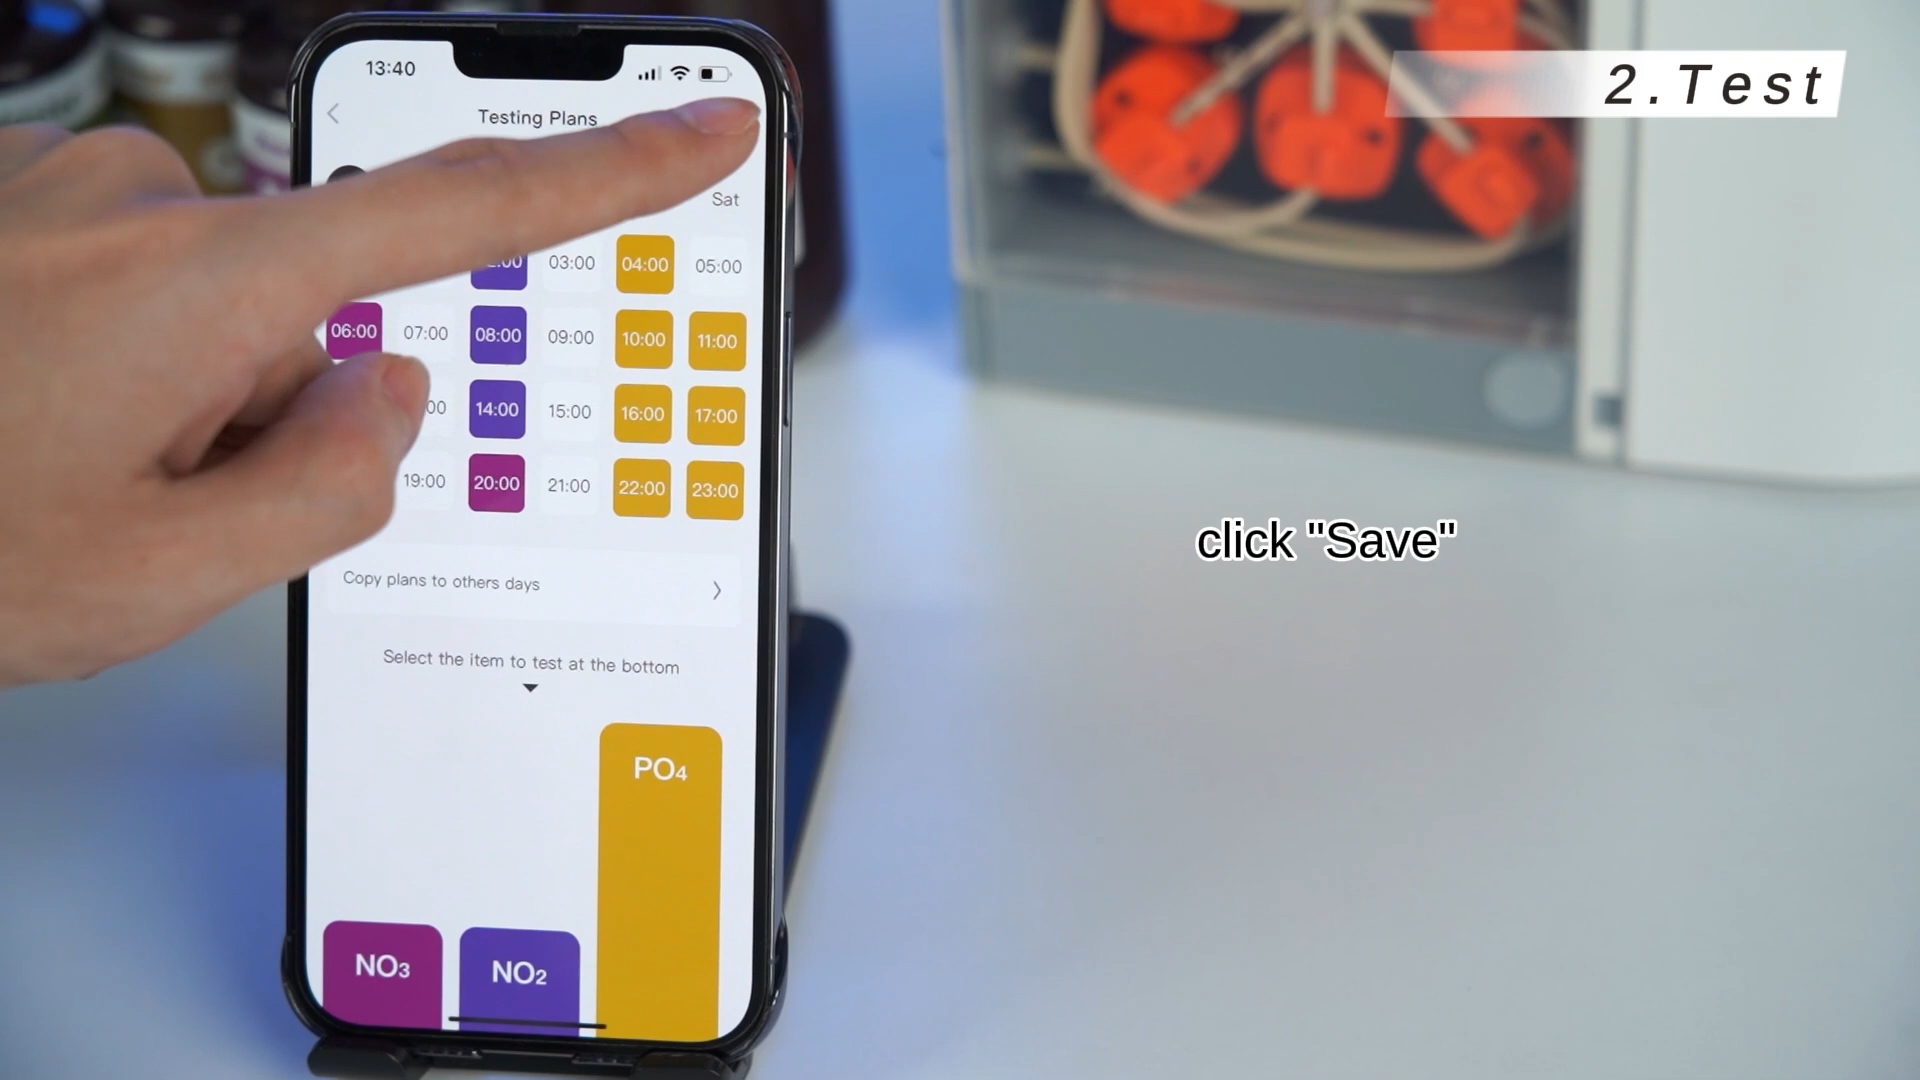 2.Test
13:40
Testing Plans
Sat
03:00 04:00 05:00
06:00 07:00 08:00 09:00 10:00 11:00
14:00 15:00 16:00 17:00
19:00 20:00 21:00 22:00 23:00
click "Save"
Copy plans to others days
Select the item to test at the bottom
PO4
NO3 NO2